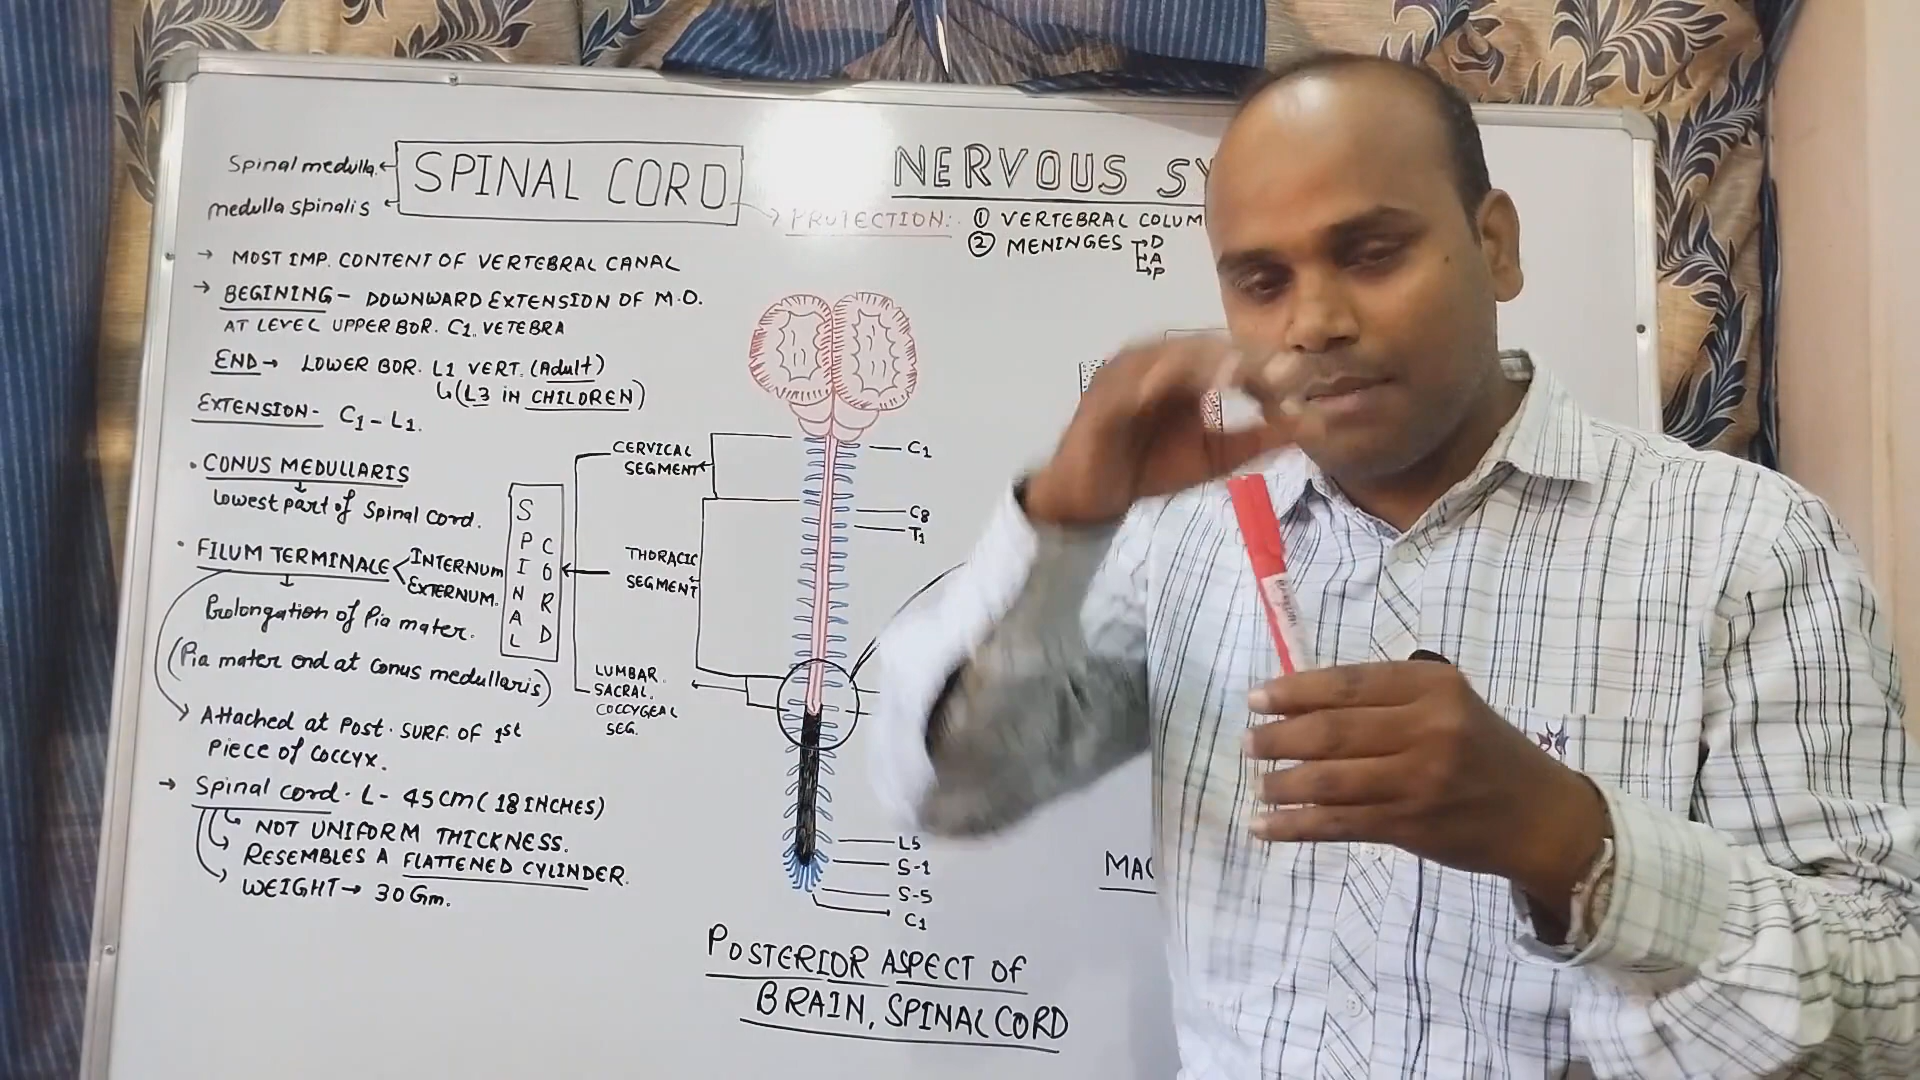 Spinal medulla
medulla spinalis
SPINAL CORD
NERVOUS SY
PROTECTION:- ① VERTEBRAL COLUM
② MENINGES D
A
P
→ MOST IMP. CONTENT OF VERTEBRAL CANAL
→ BEGINING - DOWNWARD EXTENSION OF M.O.
AT LEVEL UPPER BOR. C1. VETEBRA
END → LOWER BOR. L1 VERT. (Adult)
(L3 in CHILDREN)
EXTENSION - C1 - L1.
• CONUS MEDULLARIS
Lowest part of Spinal Cord.
• FILUM TERMINALE < INTERNUM
EXTERNUM.
Prolongation of Pia mater.
(Pia mater end at Conus medullaris)
Attached at Post. SURF. OF 1st
Piece of Coccyx.
→ Spinal cord. L - 45 cm (18 INCHES)
NOT UNIFORM THICKNESS.
RESEMBLES A FLATTENED CYLINDER.
WEIGHT → 30 Gm.
SPINAL
CORD
CERVICAL
SEGMENT
THORACIC
SEGMENT
LUMBAR.
SACRAL.
COCCYGEAL
SEG.
C1
C8
T1
L5
S-1
S-5
C1
MAC
POSTERIOR ASPECT OF
BRAIN, SPINAL CORD